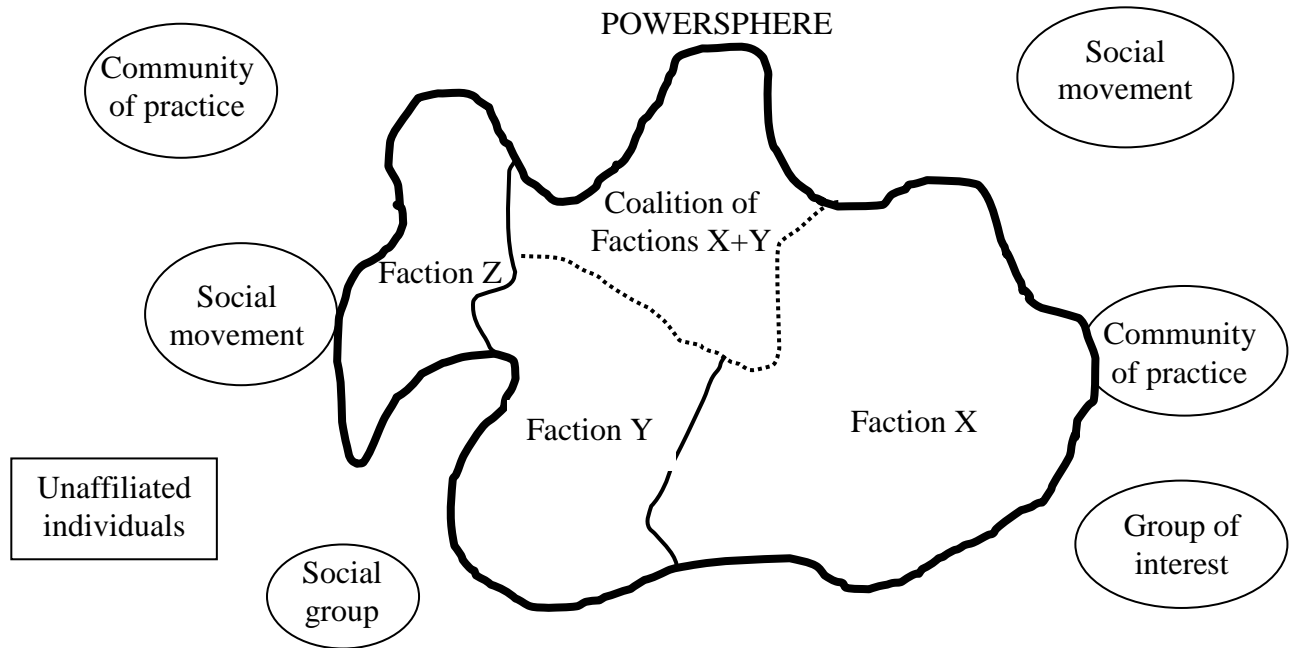 POWERSPHERE
Community
of practice
Social
movement
Coalition of
Factions X+Y
Faction Z
Social
movement
Community
of practice
Faction Y
Faction X
Unaffiliated
individuals
Group of
interest
Social
group